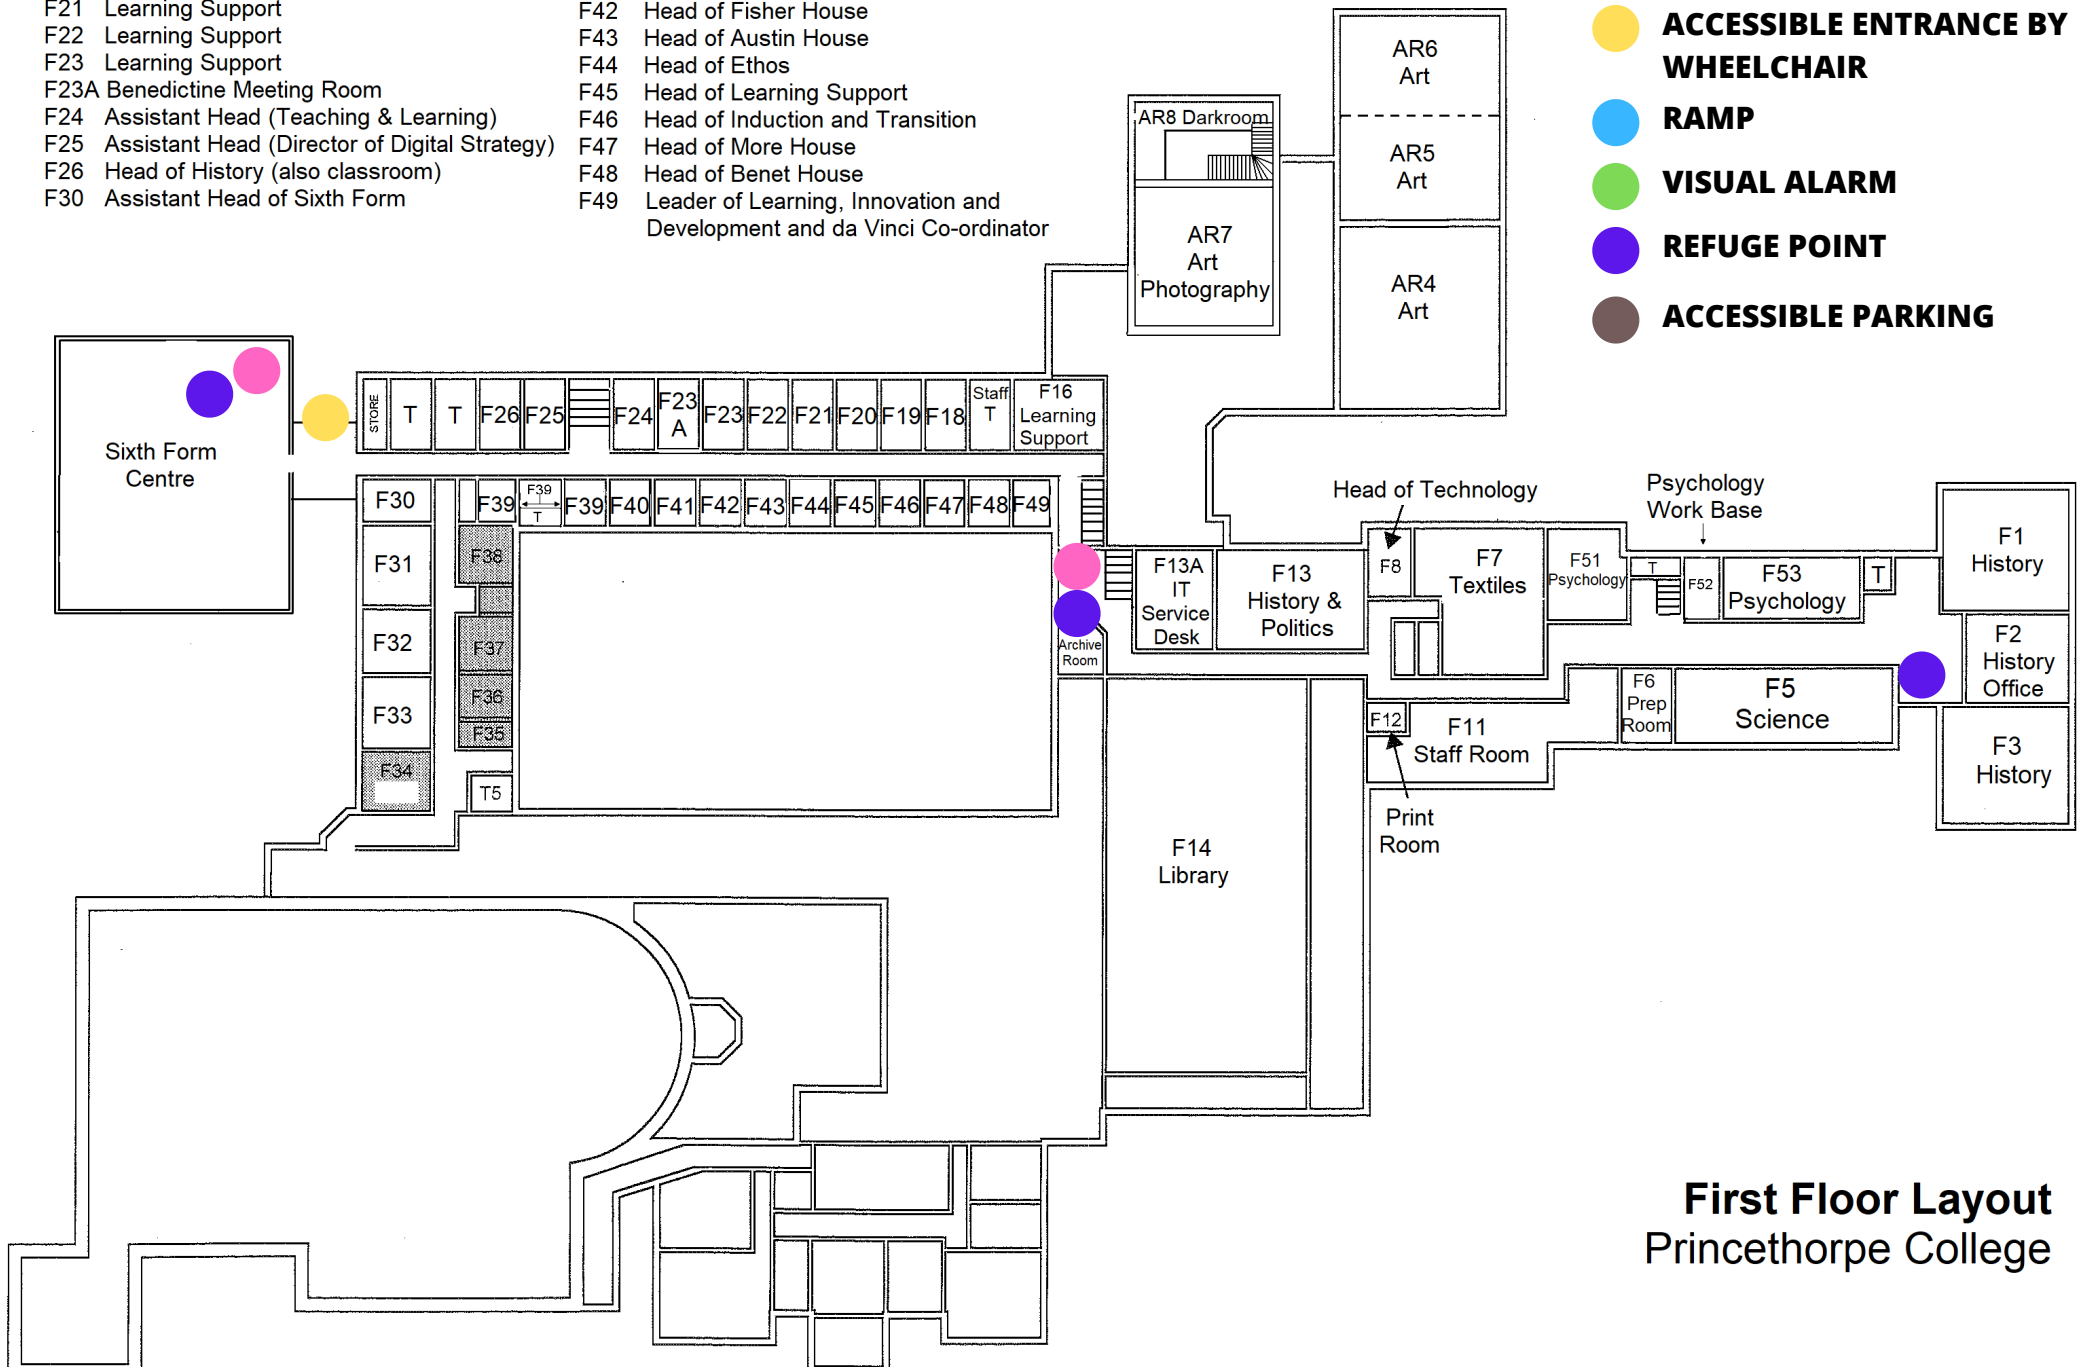 F21 Learning Support
F22 Learning Support
F23 Learning Support
F23A Benedictine Meeting Room
F24 Assistant Head (Teaching & Learning)
F25 Assistant Head (Director of Digital Strategy)
F26 Head of History (also classroom)
F30 Assistant Head of Sixth Form
F42 Head of Fisher House
F43 Head of Austin House
F44 Head of Ethos
F45 Head of Learning Support
F46 Head of Induction and Transition
F47 Head of More House
F48 Head of Benet House
F49 Leader of Learning, Innovation and
Development and da Vinci Co-ordinator
ACCESSIBLE ENTRANCE BY
WHEELCHAIR
RAMP
VISUAL ALARM
REFUGE POINT
ACCESSIBLE PARKING
AR6
Art
AR5
Art
AR4
Art
AR8 Darkroom
AR7
Art
Photography
Sixth Form
Centre
STORE
T
T
F26
F25
F24
F23
A
F23
F22
F21
F20
F19
F18
Staff
T
F16
Learning
Support
F30
F39
F39
T
F39
F40
F41
F42
F43
F44
F45
F46
F47
F48
F49
F31
F32
F33
F34
F38
F37
F36
F35
T5
Archive
Room
F13A
IT
Service
Desk
F13
History &
Politics
Head of Technology
F8
F7
Textiles
F51
Psychology
Psychology
Work Base
T
F52
F53
Psychology
T
F1
History
F2
History
Office
F3
History
F6
Prep
Room
F5
Science
F12
F11
Staff Room
Print
Room
F14
Library
First Floor Layout
Princethorpe College